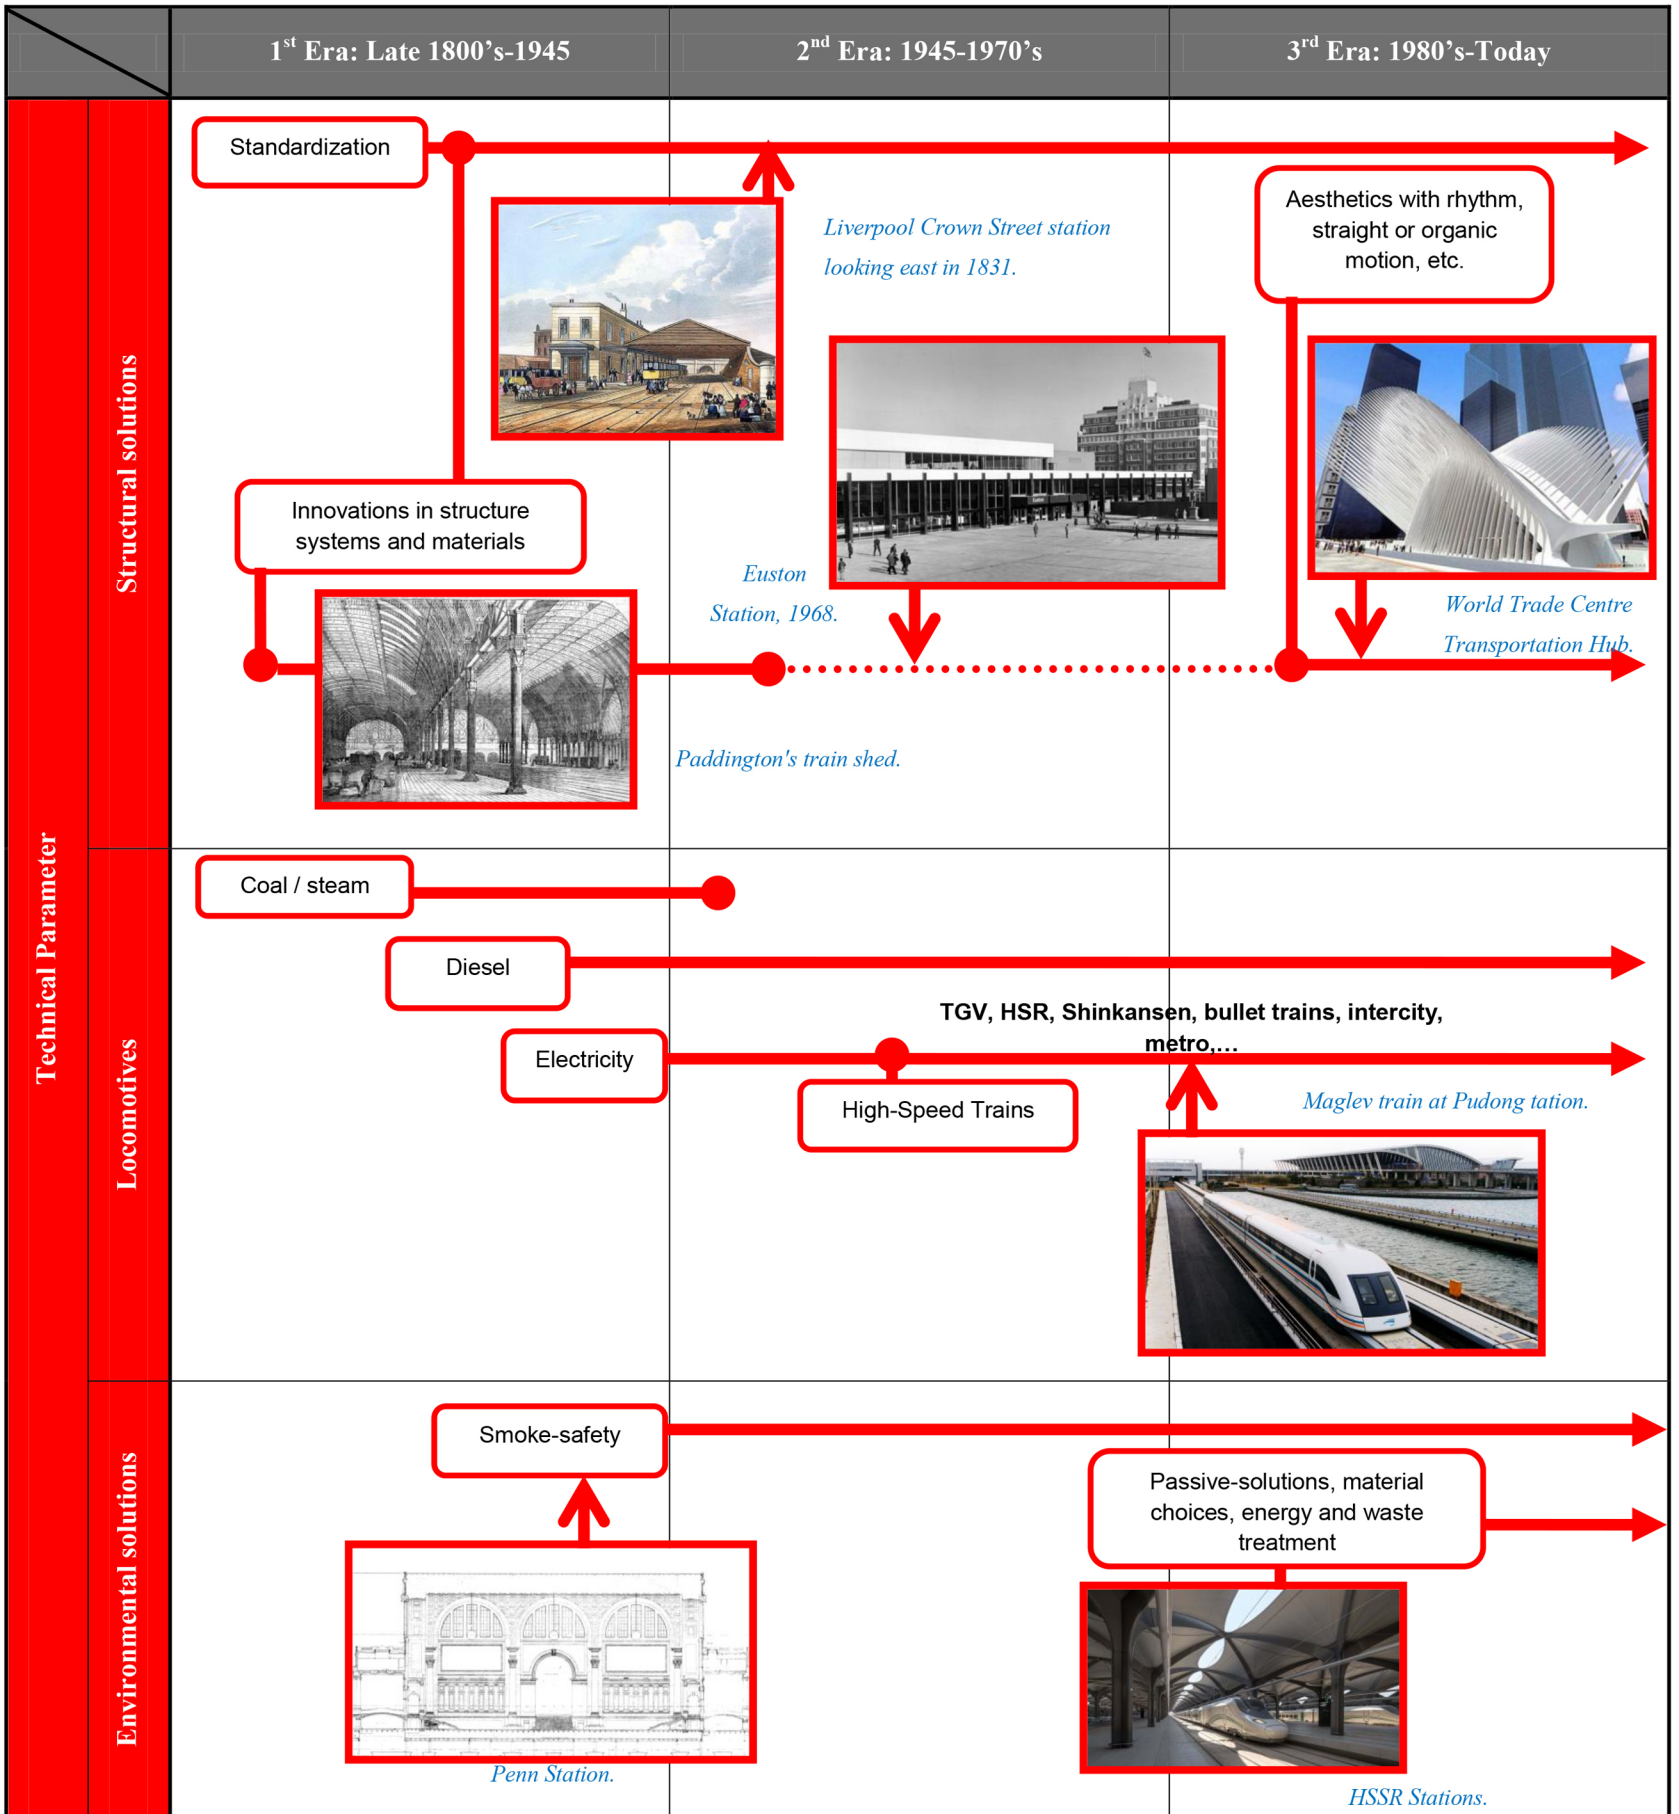 1st Era: Late 1800's-1945
2nd Era: 1945-1970's
3rd Era: 1980's-Today
Technical Parameter
Structural solutions
Standardization
Liverpool Crown Street station
looking east in 1831.
Aesthetics with rhythm,
straight or organic
motion, etc.
Innovations in structure
systems and materials
Euston
Station, 1968.
World Trade Centre
Transportation Hub.
Paddington's train shed.
Locomotives
Coal / steam
Diesel
TGV, HSR, Shinkansen, bullet trains, intercity,
metro,...
Electricity
High-Speed Trains
Maglev train at Pudong tation.
Environmental solutions
Smoke-safety
Passive-solutions, material
choices, energy and waste
treatment
Penn Station.
HSSR Stations.